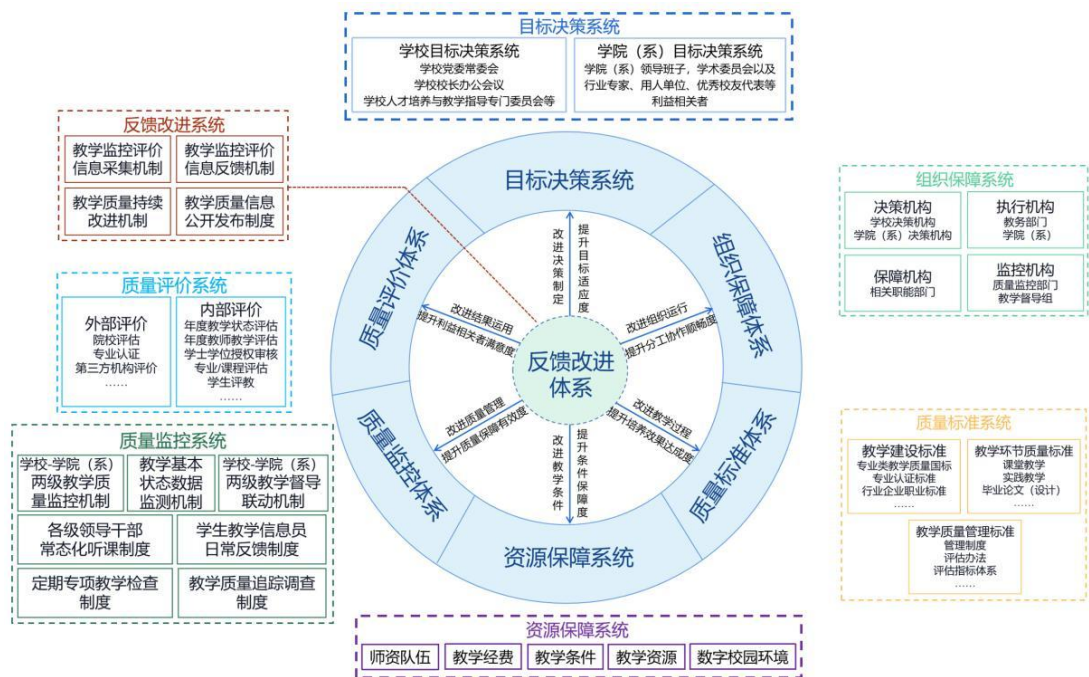 目标决策系统
学校目标决策系统
学校党委常委会
学校校长办公会议
学校人才培养与教学指导专门委员会等
学院（系）目标决策系统
学院（系）领导班子，学术委员会以及
行业专家、用人单位、优秀校友代表等
利益相关者
反馈改进系统
教学监控评价
信息采集机制
教学监控评价
信息反馈机制
教学质量持续
改进机制
教学质量信息
公开发布制度
质量评价系统
外部评价
院校评估
专业认证
第三方机构评价
……
内部评价
年度教学状态评估
年度教师教学评估
学士学位授权审核
专业/课程评估
学生评教
……
质量监控系统
学校-学院（系）
两级教学质
量监控机制
教学基本
状态数据
监测机制
学校-学院（系）
两级教学督导
联动机制
各级领导干部
常态化听课制度
学生教学信息员
日常反馈制度
定期专项教学检查
制度
教学质量追踪调查
制度
目标决策系统
组织保障体系
质量标准体系
资源保障系统
质量监控体系
质量评价体系
反馈改进
体系
改进决策制定
提升目标适应度
改进组织运行
提升分工协作顺畅度
改进教学过程
提升培养效果达成度
改进教学条件
提升条件保障度
改进质量管理
提升质量保障有效度
改进结果运用
提升利益相关者满意度
组织保障系统
决策机构
学校决策机构
学院（系）决策机构
执行机构
教务部门
学院（系）
保障机构
相关职能部门
监控机构
质量监控部门
教学督导组
质量标准系统
教学建设标准
专业类教学质量国标
专业认证标准
行业企业职业标准
……
教学环节质量标准
课堂教学
实践教学
毕业论文（设计）
……
教学质量管理标准
管理制度
评估办法
评估指标体系
……
资源保障系统
师资队伍
教学经费
教学条件
教学资源
数字校园环境